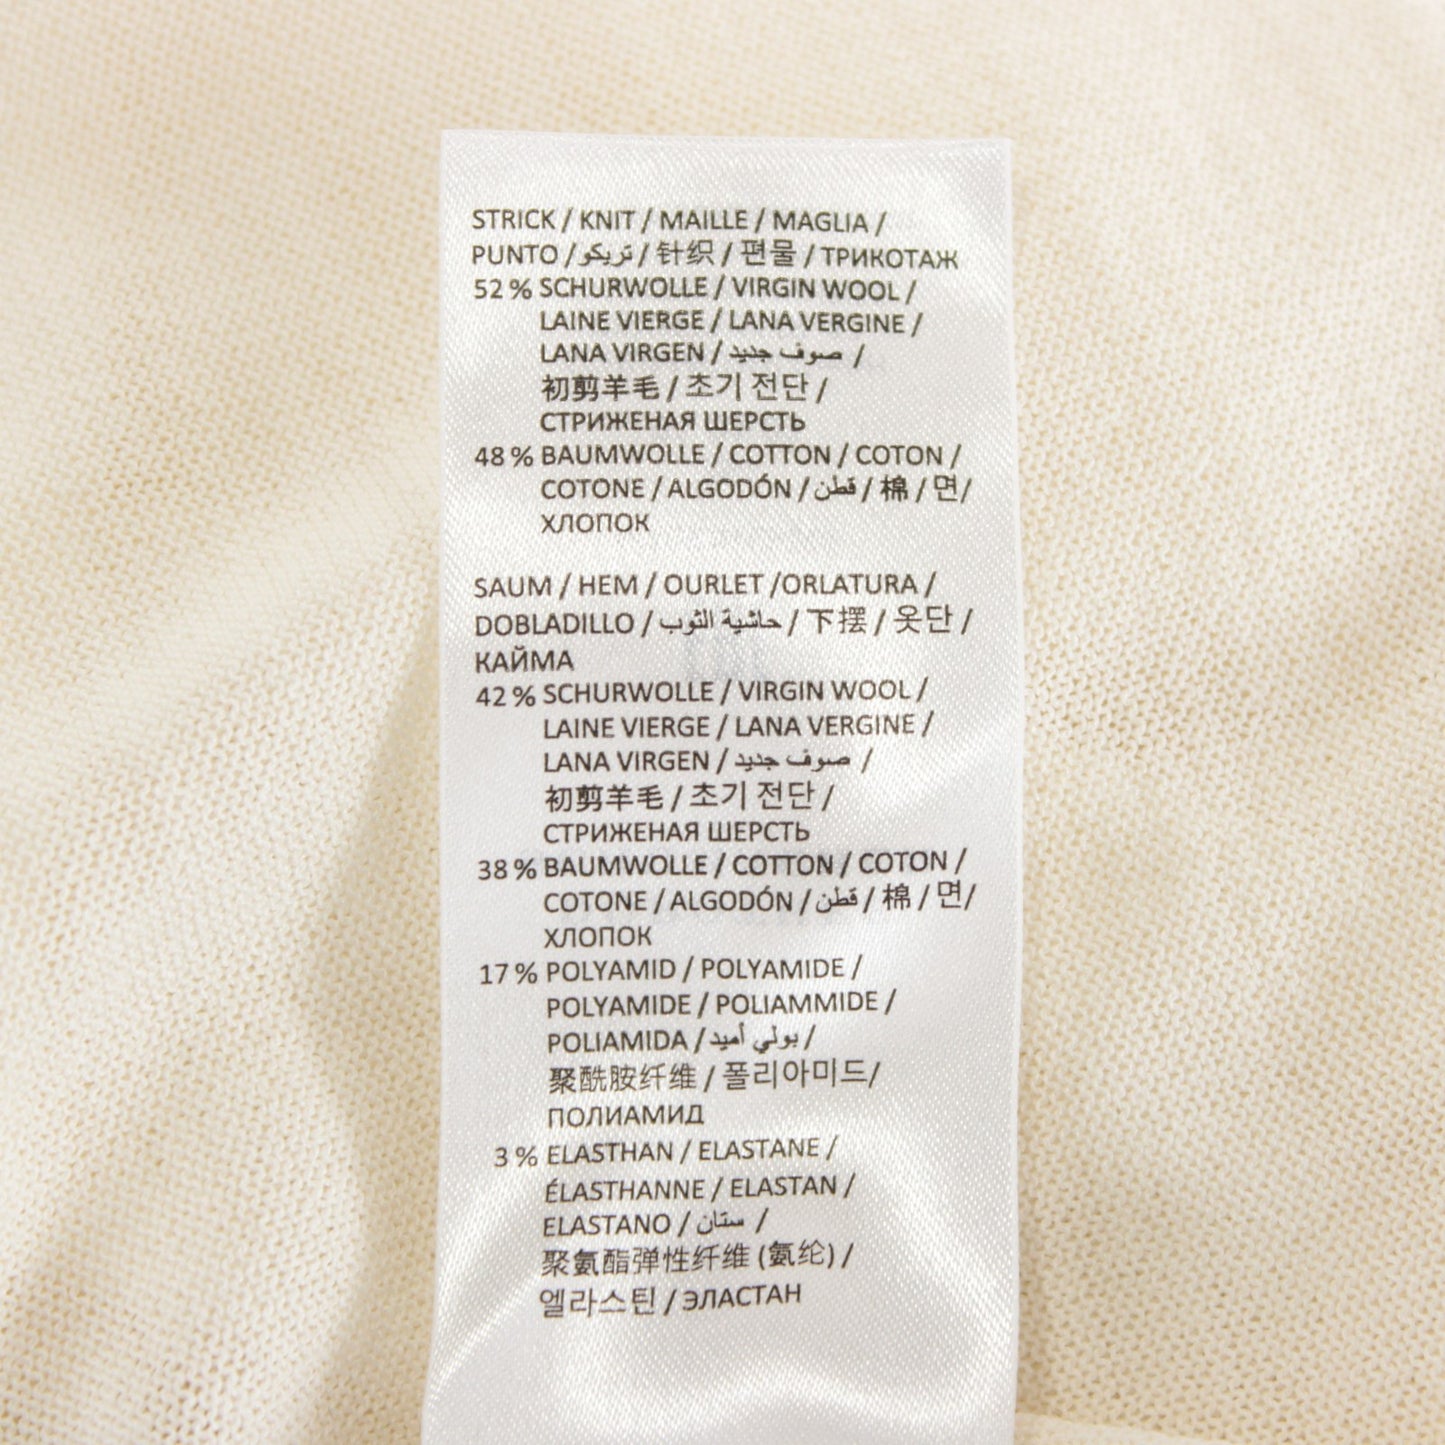 STRICK / KNIT / MAILLE / MAGLIA /
PUNTO / تريكو / 针织 / 편물 / ТРИКОТАЖ
52 % SCHURWOLLE / VIRGIN WOOL /
LAINE VIERGE / LANA VERGINE /
LANA VIRGEN / صوف جديد /
初剪羊毛 / 초기 전단 /
СТРИЖЕНАЯ ШЕРСТЬ
48 % BAUMWOLLE / COTTON / COTON /
COTONE / ALGODÓN / قطن / 棉 / 면/
ХЛОПОК
SAUM / HEM / OURLET /ORLATURA /
DOBLADILLO / حاشية الثوب / 下摆 / 옷단 /
КАЙМА
42 % SCHURWOLLE / VIRGIN WOOL /
LAINE VIERGE / LANA VERGINE /
LANA VIRGEN / صوف جديد /
初剪羊毛 / 초기 전단 /
СТРИЖЕНАЯ ШЕРСТЬ
38 % BAUMWOLLE / COTTON / COTON /
COTONE / ALGODÓN / قطن / 棉 / 면/
ХЛОПОК
17 % POLYAMID / POLYAMIDE /
POLYAMIDE / POLIAMMIDE /
POLIAMIDA / بولي أميد /
聚酰胺纤维 / 폴리아미드/
ПОЛИАМИД
3 % ELASTHAN / ELASTANE /
ÉLASTHANNE / ELASTAN /
ELASTANO / ستان /
聚氨酯弹性纤维 (氨纶) /
엘라스틴 / ЭЛАСТАН